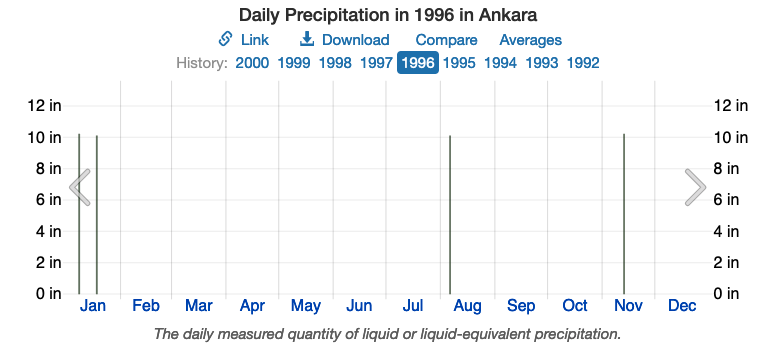 Daily Precipitation in 1996 in Ankara
Link Download Compare Averages
History: 2000 1999 1998 1997 1996 1995 1994 1993 1992
12 in 12 in
10 in 10 in
8 in 8 in
6 in 6 in
4 in 4 in
2 in 2 in
0 in 0 in
Jan Feb Mar Apr May Jun Jul Aug Sep Oct Nov Dec
The daily measured quantity of liquid or liquid-equivalent precipitation.